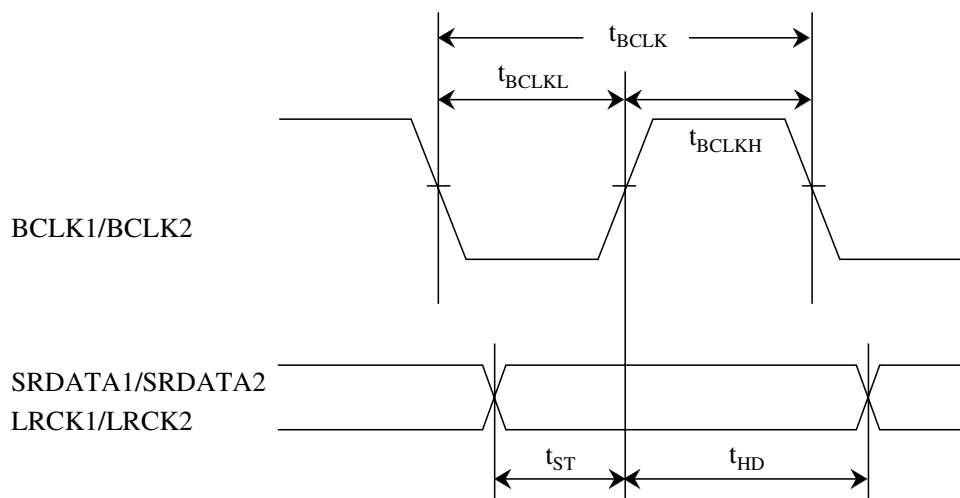 tBCLK
tBCLKL
tBCLKH
BCLK1/BCLK2
SRDATA1/SRDATA2
LRCK1/LRCK2
tST
tHD